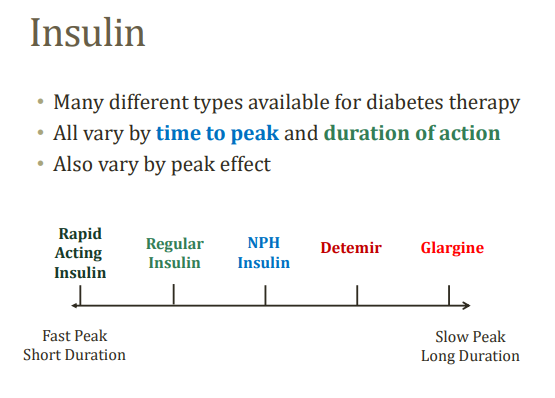 Insulin
• Many different types available for diabetes therapy
• All vary by time to peak and duration of action
• Also vary by peak effect
Rapid
Acting
Insulin
Regular
Insulin
NPH
Insulin
Detemir
Glargine
Fast Peak
Short Duration
Slow Peak
Long Duration